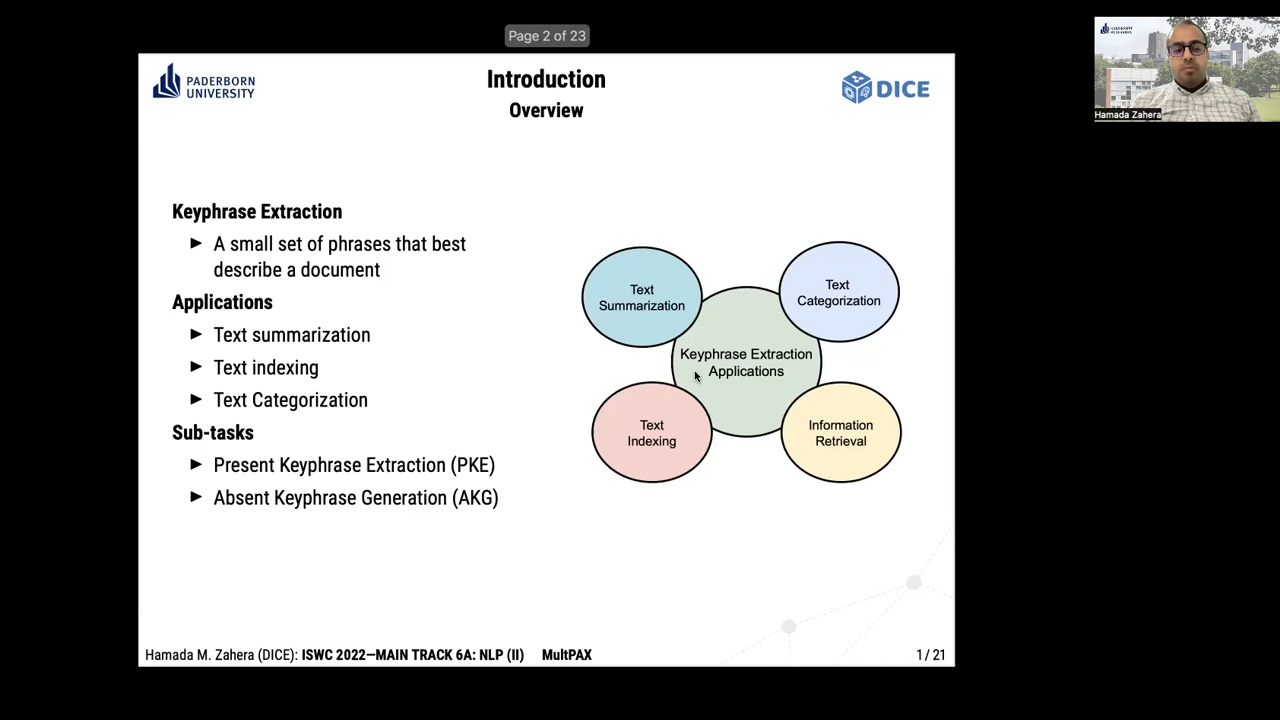 Page 2 of 23
PADERBORN
UNIVERSITY
Introduction
Overview
DICE
Hamada Zahera
Keyphrase Extraction
A small set of phrases that best
describe a document
Applications
Text summarization
Text indexing
Text Categorization
Sub-tasks
Present Keyphrase Extraction (PKE)
Absent Keyphrase Generation (AKG)
Text
Summarization
Text
Categorization
Keyphrase Extraction
Applications
Text
Indexing
Information
Retrieval
Hamada M. Zahera (DICE): ISWC 2022—MAIN TRACK 6A: NLP (II) MultPAX
1 / 21